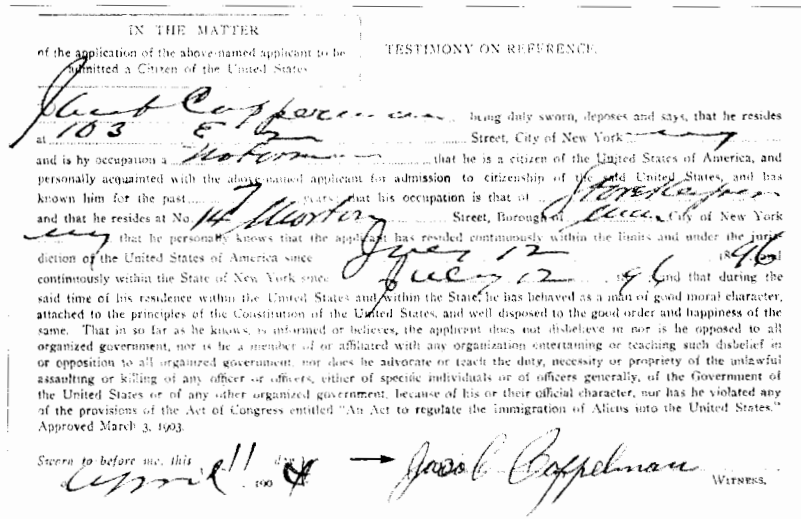 IN THE MATTER
of the application of the above-named applicant to be
admitted a Citizen of the United States
TESTIMONY ON REFERENCE.
Jacob Copperman being duly sworn, deposes and says, that he resides
at 103 E Street, City of New York
and is by occupation a that he is a citizen of the United States of America, and
personally acquainted with the above-named applicant for admission to citizenship of the said United States, and has
known him for the past 7 years, that his occupation is that of Storekeeper
and that he resides at No. 14 Morton Street, Borough of City of New York
that he personally knows that the applicant has resided continuously within the limits and under the juris-
diction of the United States of America since July 12 1896 and
continuously within the State of New York since July 12 1896 and that during the
said time of his residence within the United States and within the State, he has behaved as a man of good moral character,
attached to the principles of the Constitution of the United States, and well disposed to the good order and happiness of the
same. That in so far as he knows, is informed or believes, the applicant does not disbelieve in nor is he opposed to all
organized government, nor is he a member of or affiliated with any organization entertaining or teaching such disbelief in
or opposition to all organized government, nor does he advocate or teach the duty, necessity or propriety of the unlawful
assaulting or killing of any officer or officers, either of specific individuals or of officers generally, of the Government of
the United States or of any other organized government, because of his or their official character, nor has he violated any
of the provisions of the Act of Congress entitled "An Act to regulate the immigration of Aliens into the United States."
Approved March 3, 1903.
Sworn to before me, this 11 day
of April 1904 Jacob Coppelman WITNESS.